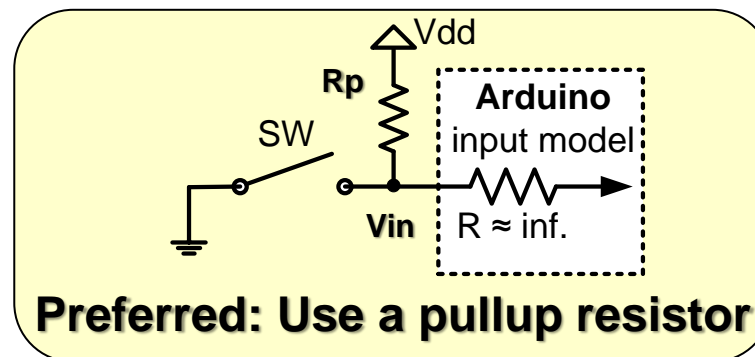 Vdd
Rp
Arduino
SW
input model
Vin
R ≈ inf.
Preferred: Use a pullup resistor